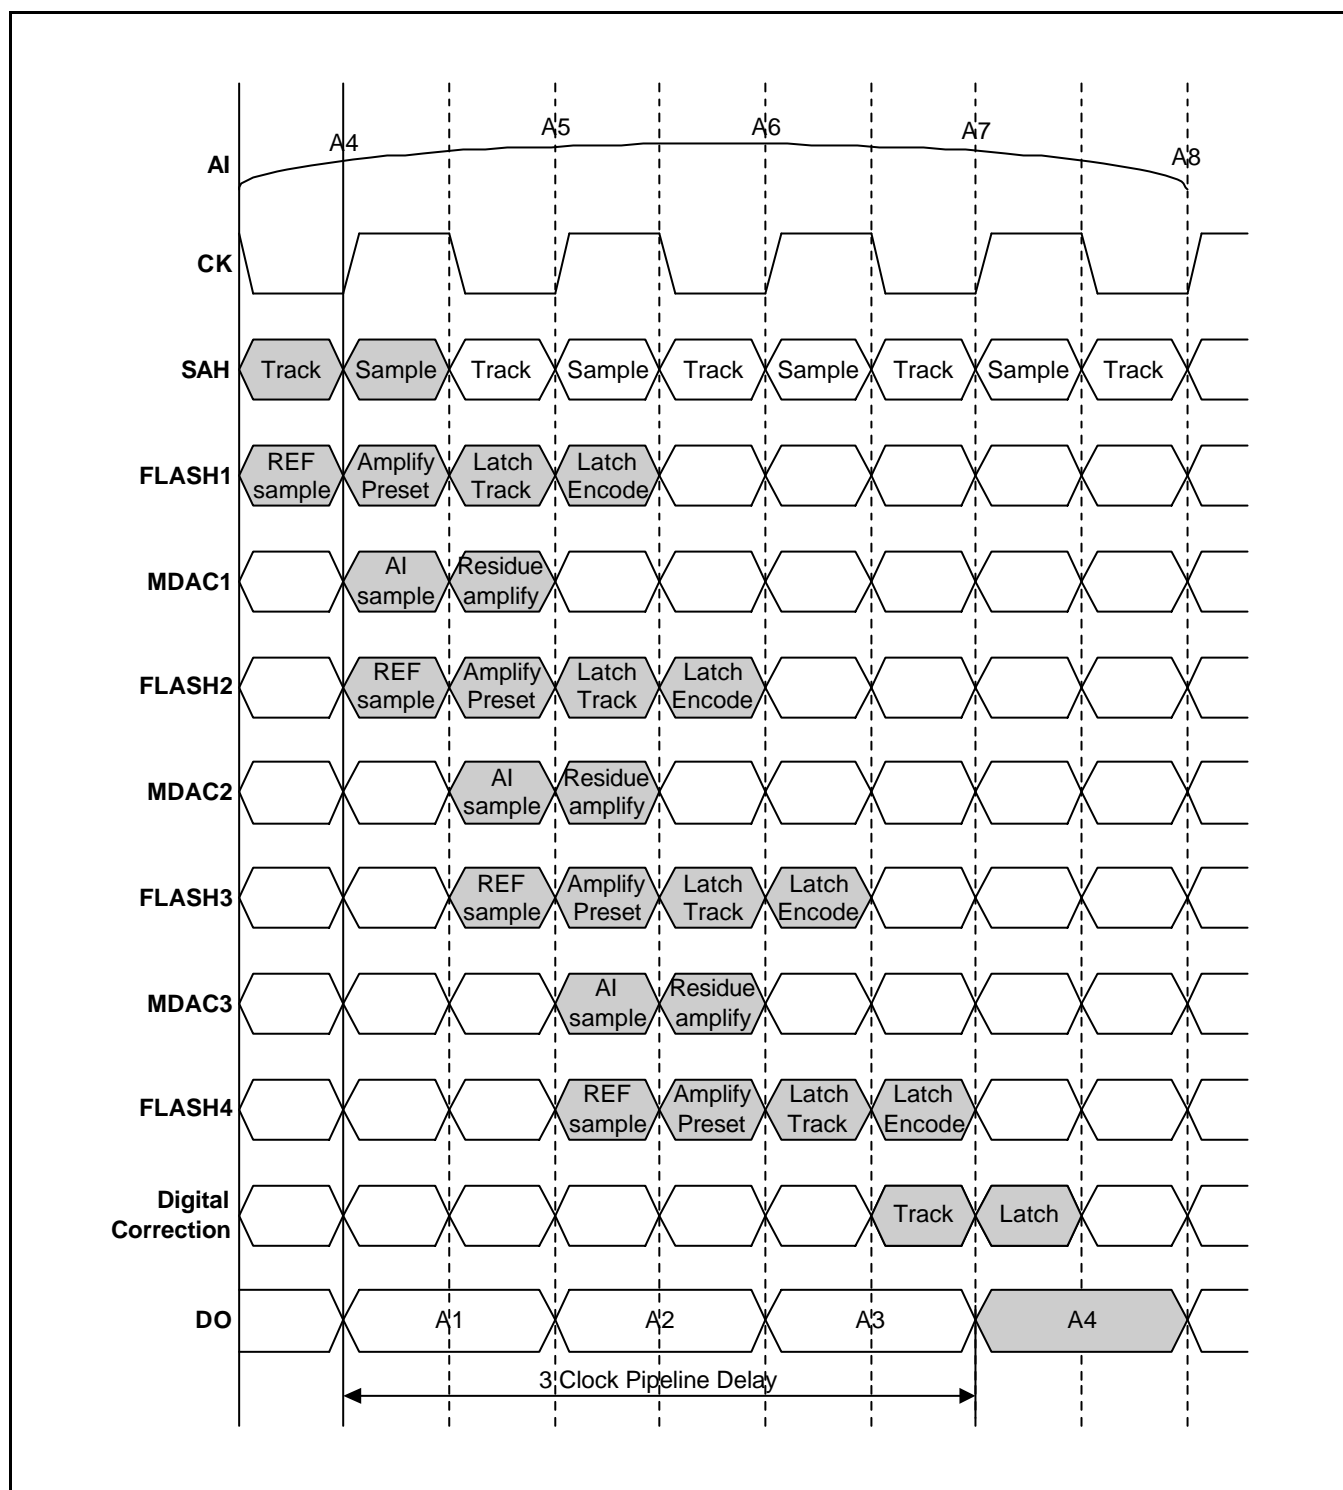 A4 A5 A6 A7 A8
AI
CK
SAH Track Sample Track Sample Track Sample Track Sample Track
FLASH1 REF sample Amplify Preset Latch Track Latch Encode
MDAC1 AI sample Residue amplify
FLASH2 REF sample Amplify Preset Latch Track Latch Encode
MDAC2 AI sample Residue amplify
FLASH3 REF sample Amplify Preset Latch Track Latch Encode
MDAC3 AI sample Residue amplify
FLASH4 REF sample Amplify Preset Latch Track Latch Encode
Digital Correction Track Latch
DO A1 A2 A3 A4
3 Clock Pipeline Delay